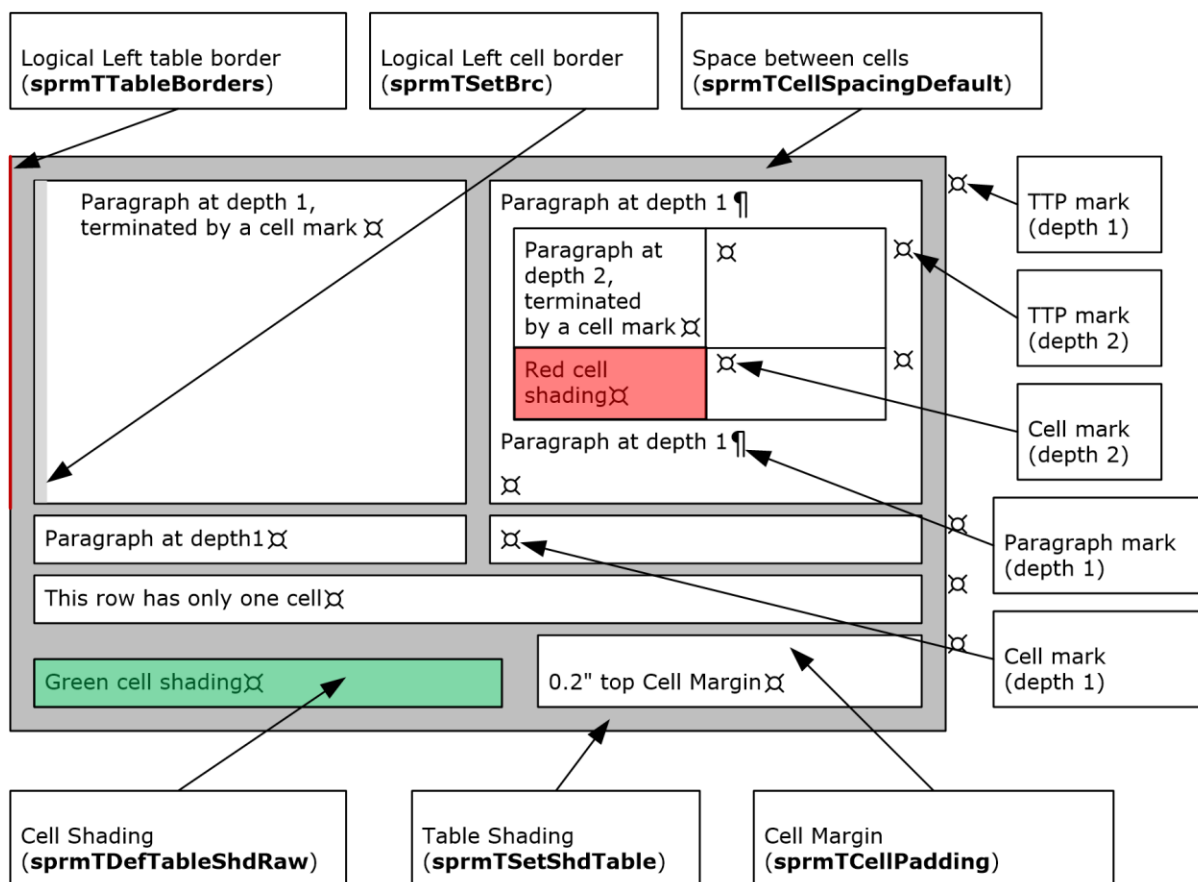 Logical Left table border
(sprmTTableBorders)
Logical Left cell border
(sprmTSetBrc)
Space between cells
(sprmTCellSpacingDefault)
Paragraph at depth 1,
terminated by a cell mark ¤
Paragraph at depth 1 ¶
Paragraph at
depth 2,
terminated
by a cell mark ¤
¤
¤
Red cell
shading¤
¤
¤
Paragraph at depth 1 ¶
¤
¤
TTP mark
(depth 1)
TTP mark
(depth 2)
Cell mark
(depth 2)
Paragraph at depth1¤
¤
¤
Paragraph mark
(depth 1)
This row has only one cell¤
¤
Green cell shading¤
0.2" top Cell Margin¤
¤
Cell mark
(depth 1)
Cell Shading
(sprmTDefTableShdRaw)
Table Shading
(sprmTSetShdTable)
Cell Margin
(sprmTCellPadding)